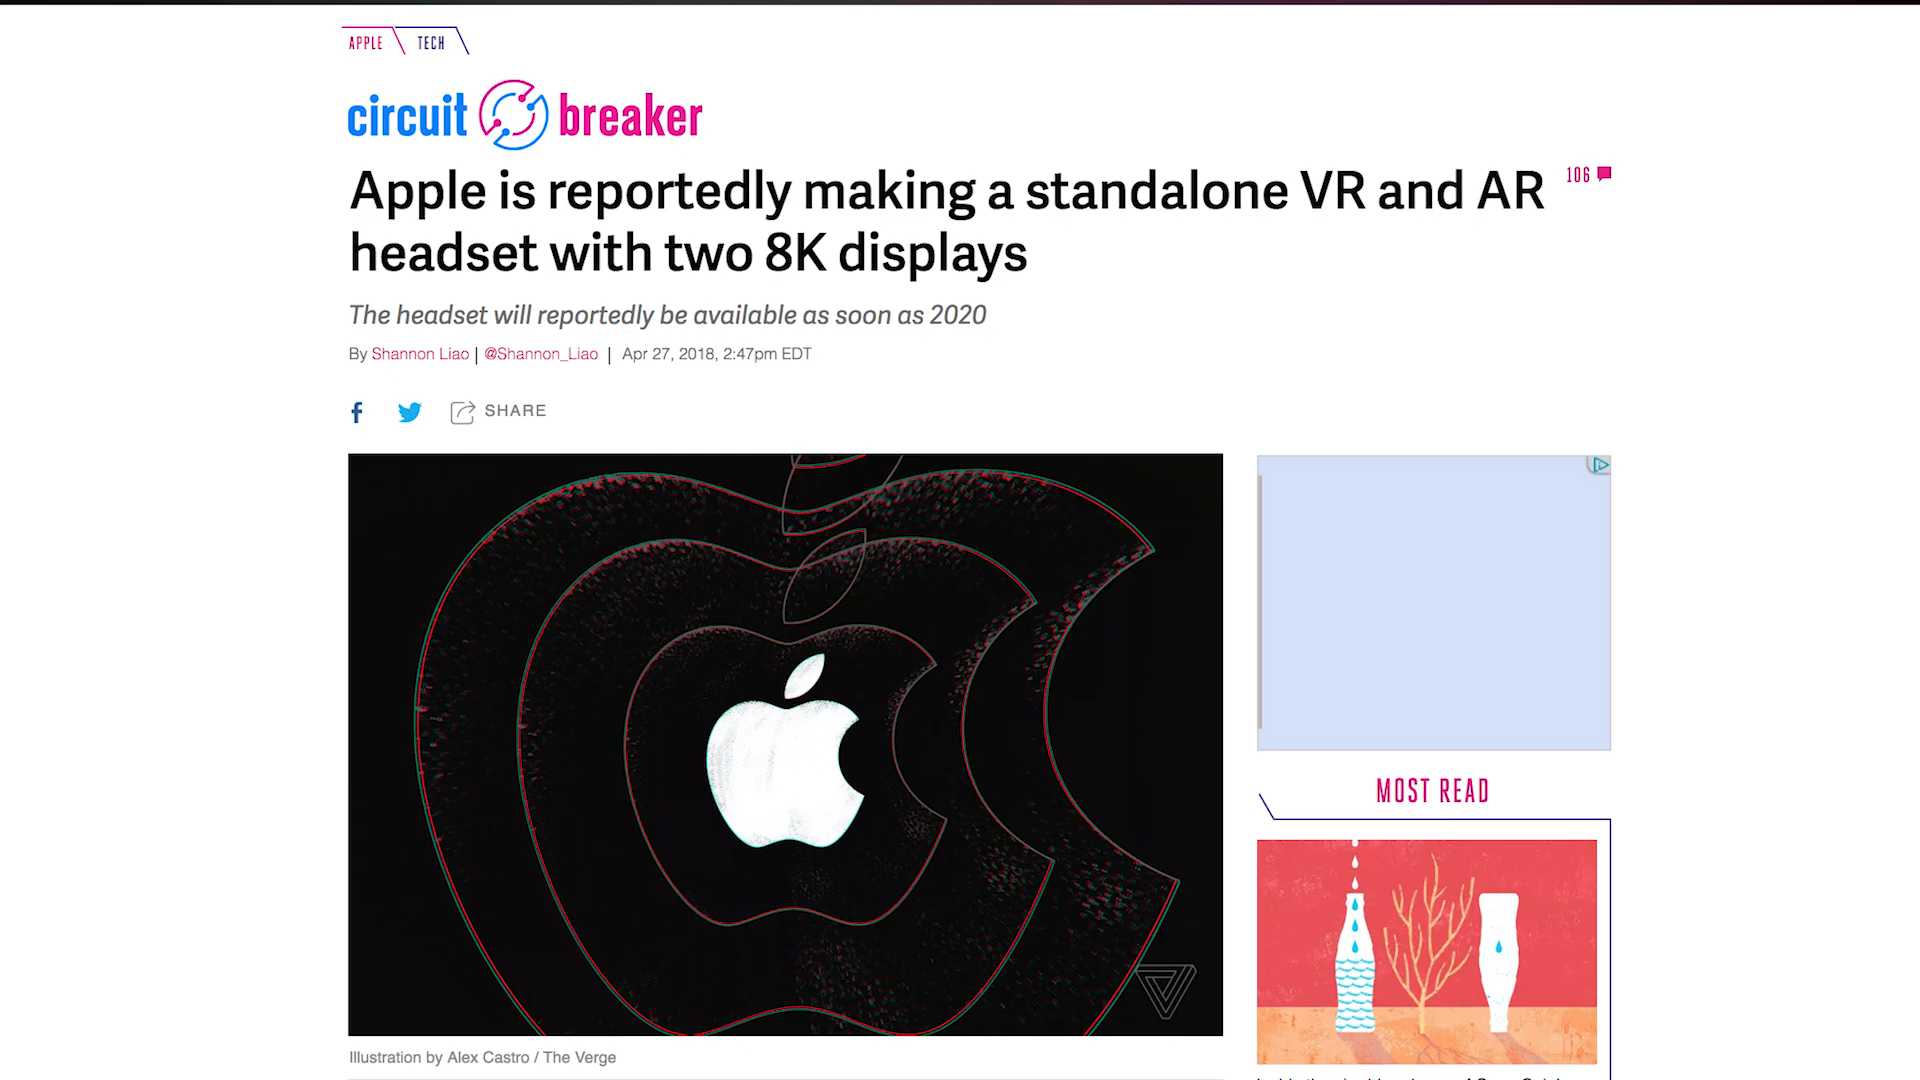 APPLE TECH
circuit breaker
Apple is reportedly making a standalone VR and AR
headset with two 8K displays
106
The headset will reportedly be available as soon as 2020
By Shannon Liao | @Shannon_Liao | Apr 27, 2018, 2:47pm EDT
SHARE
MOST READ
Illustration by Alex Castro / The Verge